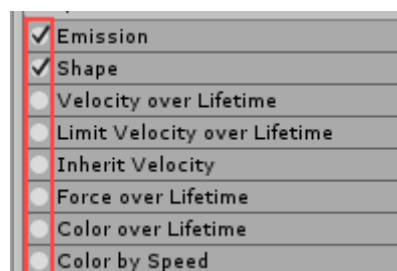 Emission
Shape
Velocity over Lifetime
Limit Velocity over Lifetime
Inherit Velocity
Force over Lifetime
Color over Lifetime
Color by Speed